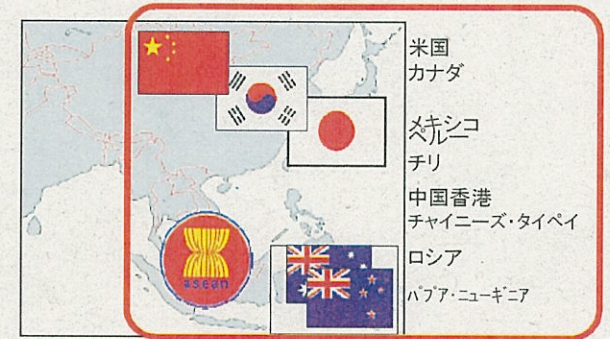 米国
カナダ
メキシコ
ペルー
チリ
中国香港
チャイニーズ・タイペイ
ロシア
パプア・ニューギニア
asean